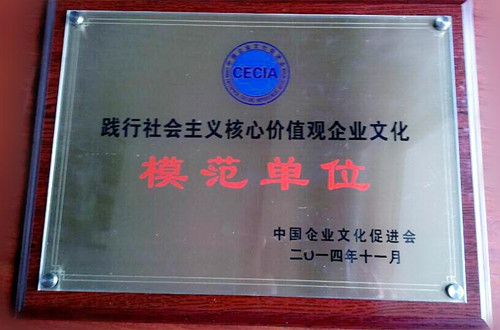 CECIA
践行社会主义核心价值观企业文化
模范单位
中国企业文化促进会
二〇一四年十一月